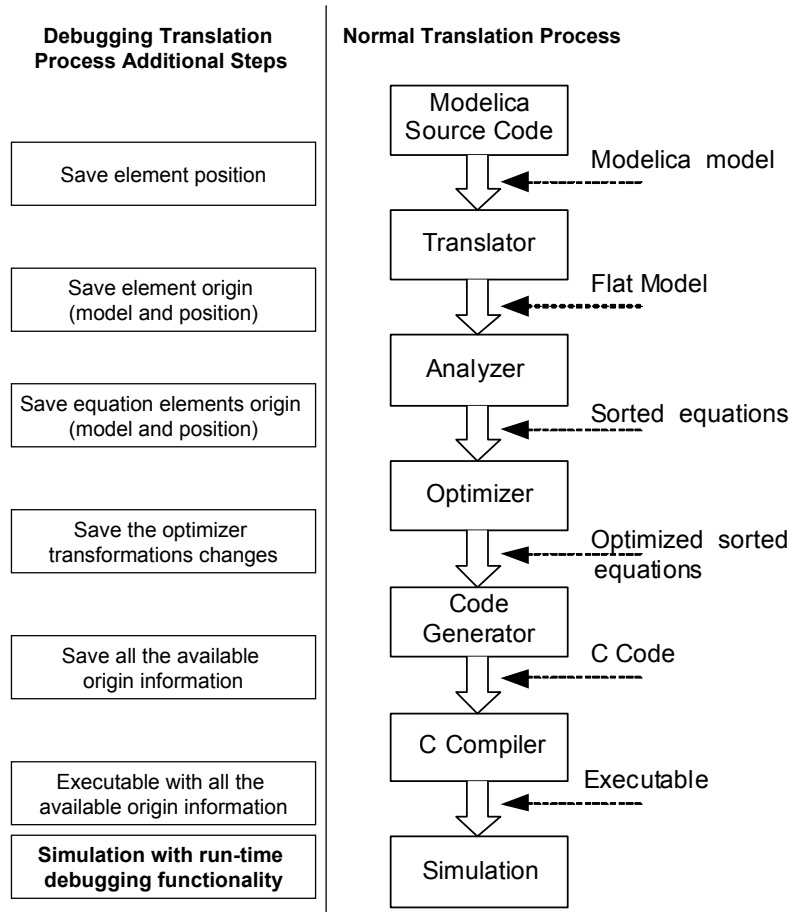 Debugging Translation
Process Additional Steps
Normal Translation Process
Modelica
Source Code
Save element position
Modelica model
Translator
Save element origin
(model and position)
Flat Model
Analyzer
Save equation elements origin
(model and position)
Sorted equations
Optimizer
Save the optimizer
transformations changes
Optimized sorted
equations
Code
Generator
Save all the available
origin information
C Code
C Compiler
Executable with all the
available origin information
Executable
Simulation with run-time
debugging functionality
Simulation